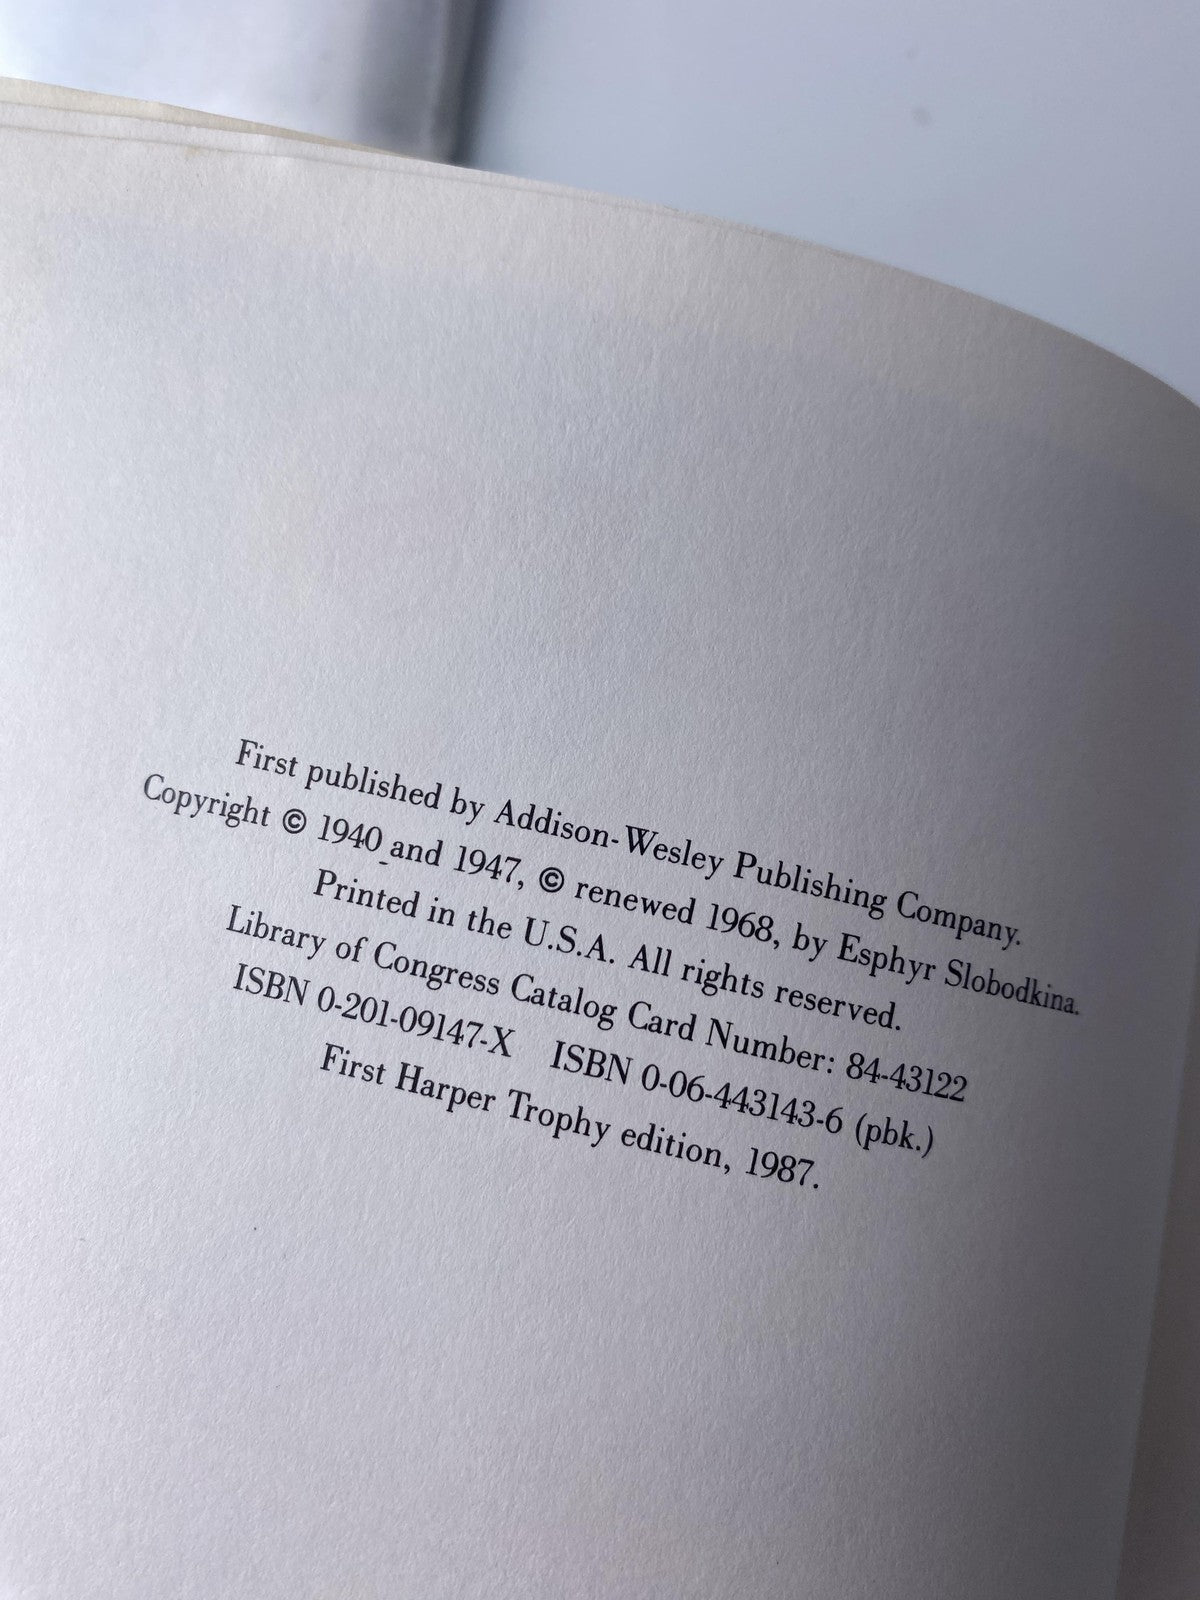 First published by Addison-Wesley Publishing Company.
Copyright © 1940 and 1947, © renewed 1968, by Esphyr Slobodkina.
Printed in the U.S.A. All rights reserved.
Library of Congress Catalog Card Number: 84-43122
ISBN 0-201-09147-X ISBN 0-06-443143-6 (pbk.)
First Harper Trophy edition, 1987.